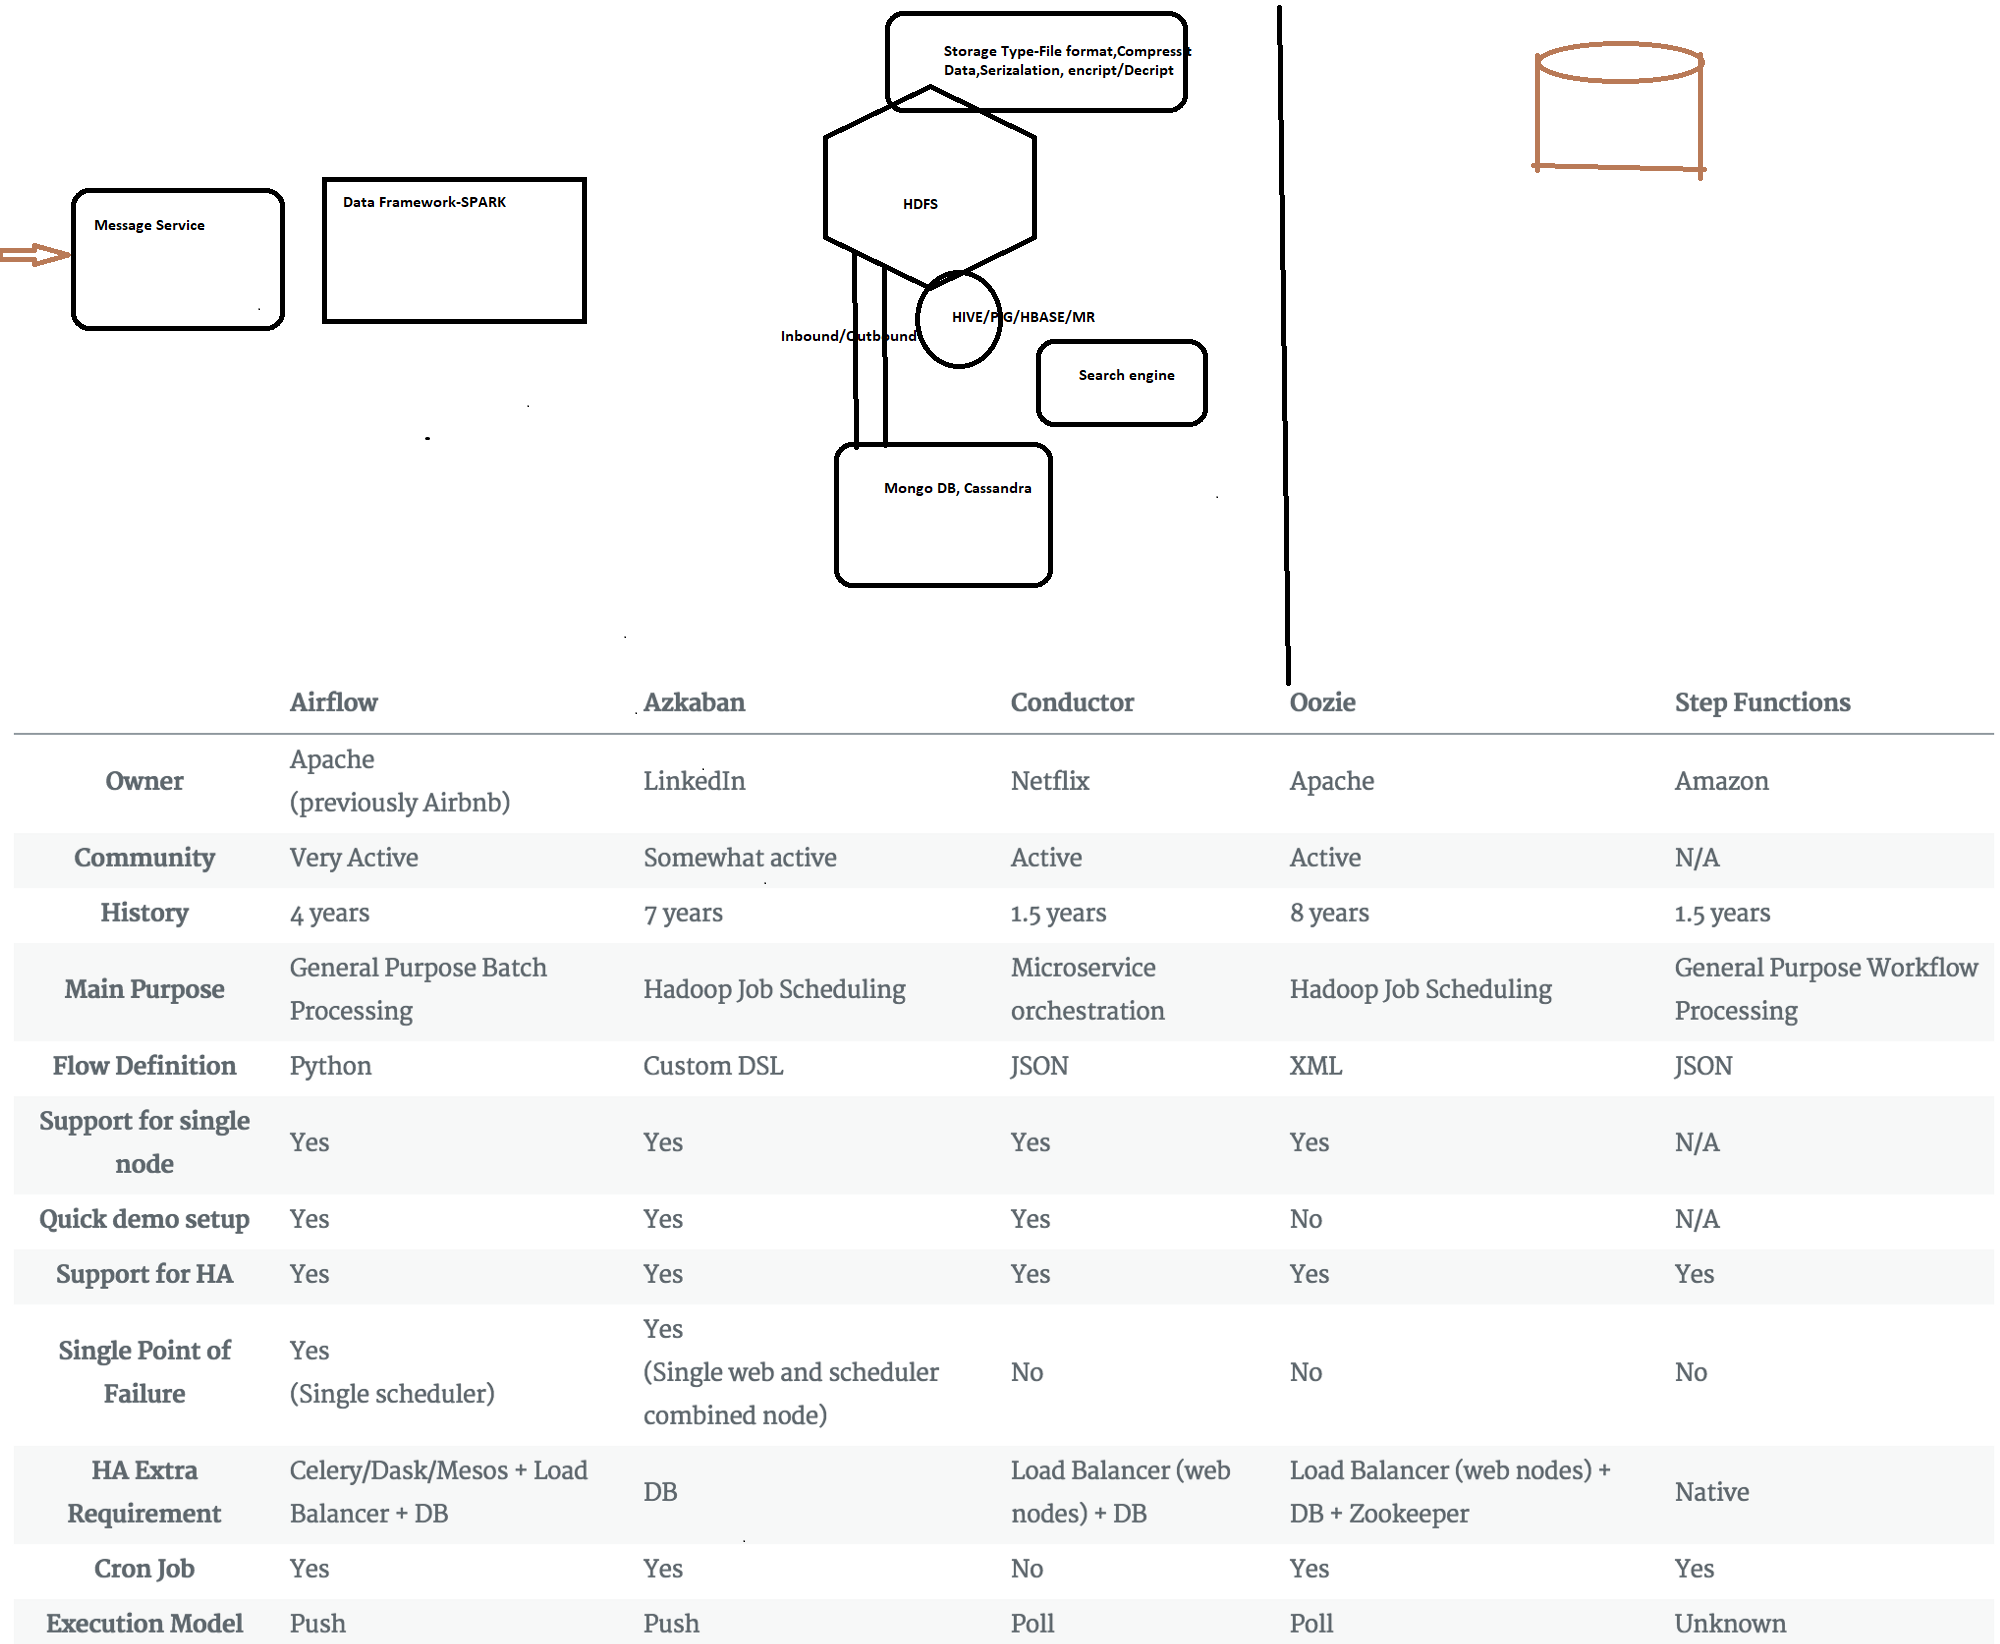 Storage Type-File format,Compressit
Data,Serizalation, encript/Decript
Message Service
Data Framework-SPARK
HDFS
HIVE/PIG/HBASE/MR
Inbound/Outbound
Search engine
Mongo DB, Cassandra
Airflow Azkaban Conductor Oozie Step Functions
Owner
Apache
(previously Airbnb)
LinkedIn
Netflix
Apache
Amazon
Community Very Active Somewhat active Active Active N/A
History 4 years 7 years 1.5 years 8 years 1.5 years
Main Purpose
General Purpose Batch
Processing
Hadoop Job Scheduling
Microservice
orchestration
Hadoop Job Scheduling
General Purpose Workflow
Processing
Flow Definition Python Custom DSL JSON XML JSON
Support for single
node
Yes Yes Yes Yes N/A
Quick demo setup Yes Yes Yes No N/A
Support for HA Yes Yes Yes Yes Yes
Single Point of
Failure
Yes
(Single scheduler)
Yes
(Single web and scheduler
combined node)
No
No
No
HA Extra
Requirement
Celery/Dask/Mesos + Load
Balancer + DB
DB
Load Balancer (web
nodes) + DB
Load Balancer (web nodes) +
DB + Zookeeper
Native
Cron Job Yes Yes No Yes Yes
Execution Model Push Push Poll Poll Unknown